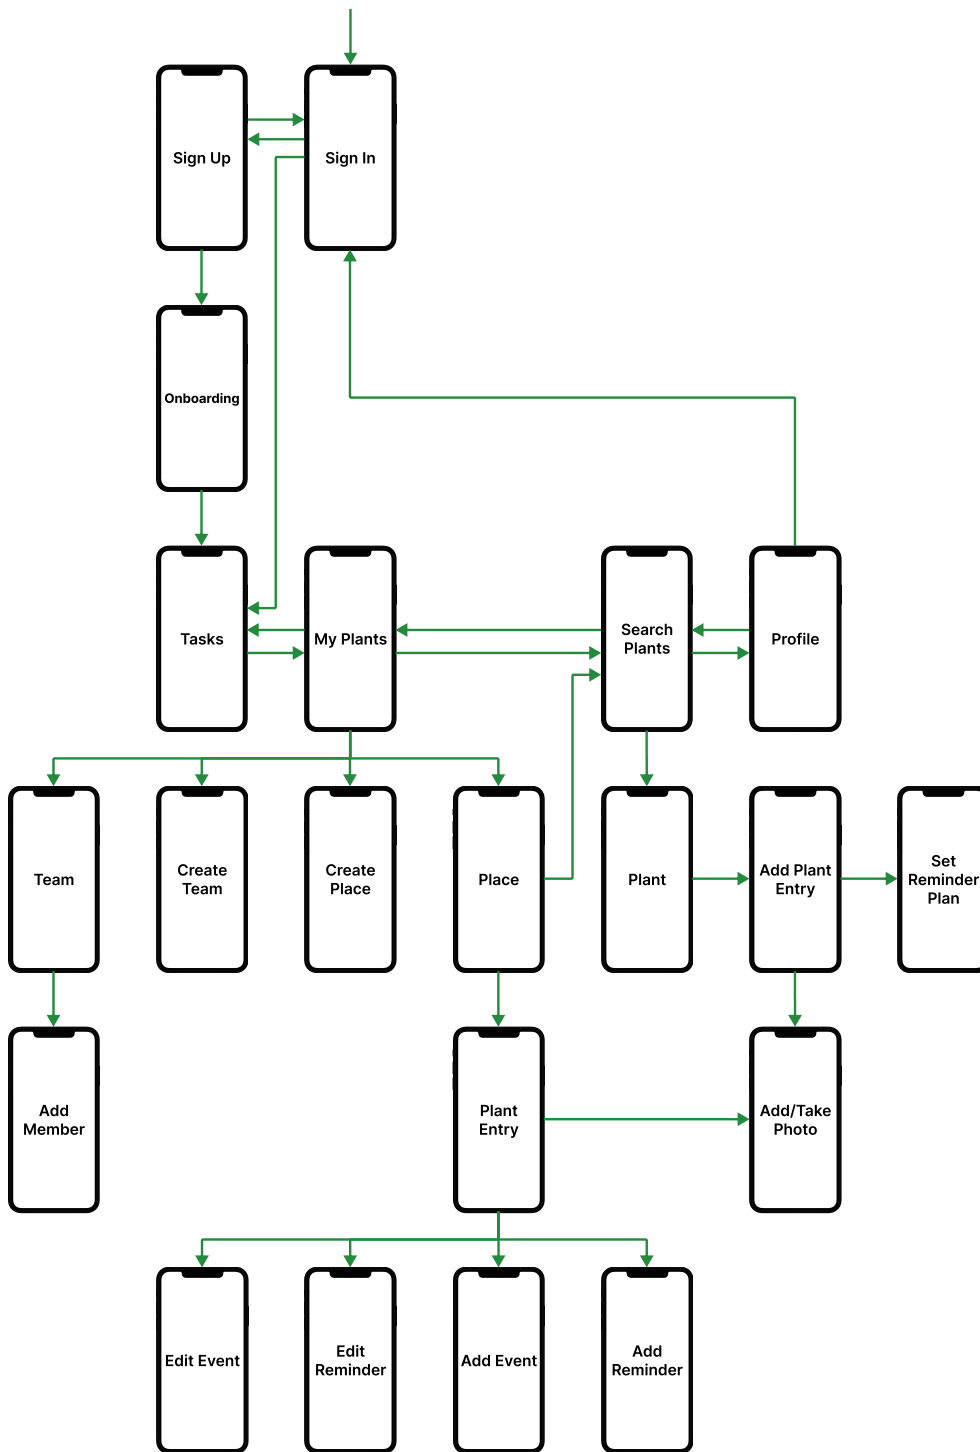 Sign Up
Sign In
Onboarding
Tasks
My Plants
Search
Plants
Profile
Team
Create
Team
Create
Place
Place
Plant
Add Plant
Entry
Set
Reminder
Plan
Add
Member
Plant
Entry
Add/Take
Photo
Edit Event
Edit
Reminder
Add Event
Add
Reminder